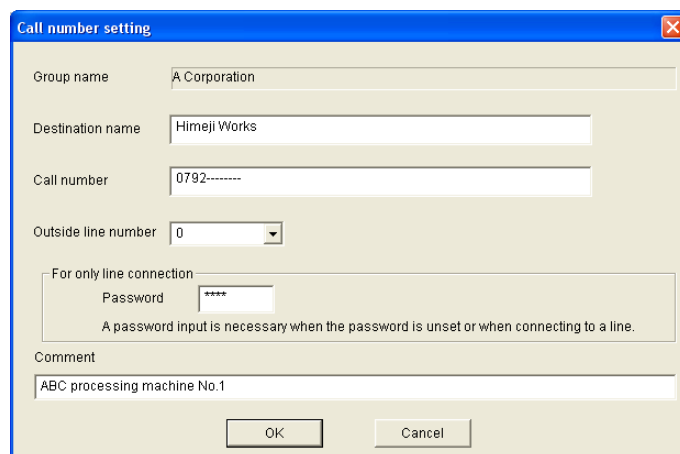 Call number setting
Group name A Corporation
Destination name Himeji Works
Call number 0792--------
Outside line number 0
For only line connection
Password ****
A password input is necessary when the password is unset or when connecting to a line.
Comment
ABC processing machine No.1
OK Cancel